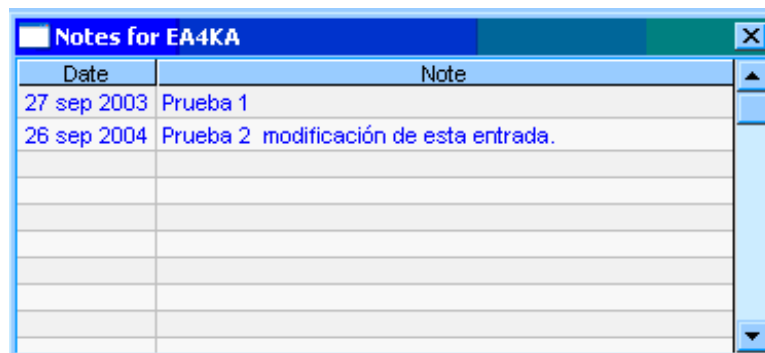 Notes for EA4KA
Date Note
27 sep 2003 Prueba 1
26 sep 2004 Prueba 2 modificación de esta entrada.